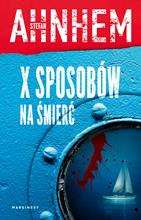 STEFAN
AHNHEM
X SPOSOBÓW
NA ŚMIERĆ
MARGINESY